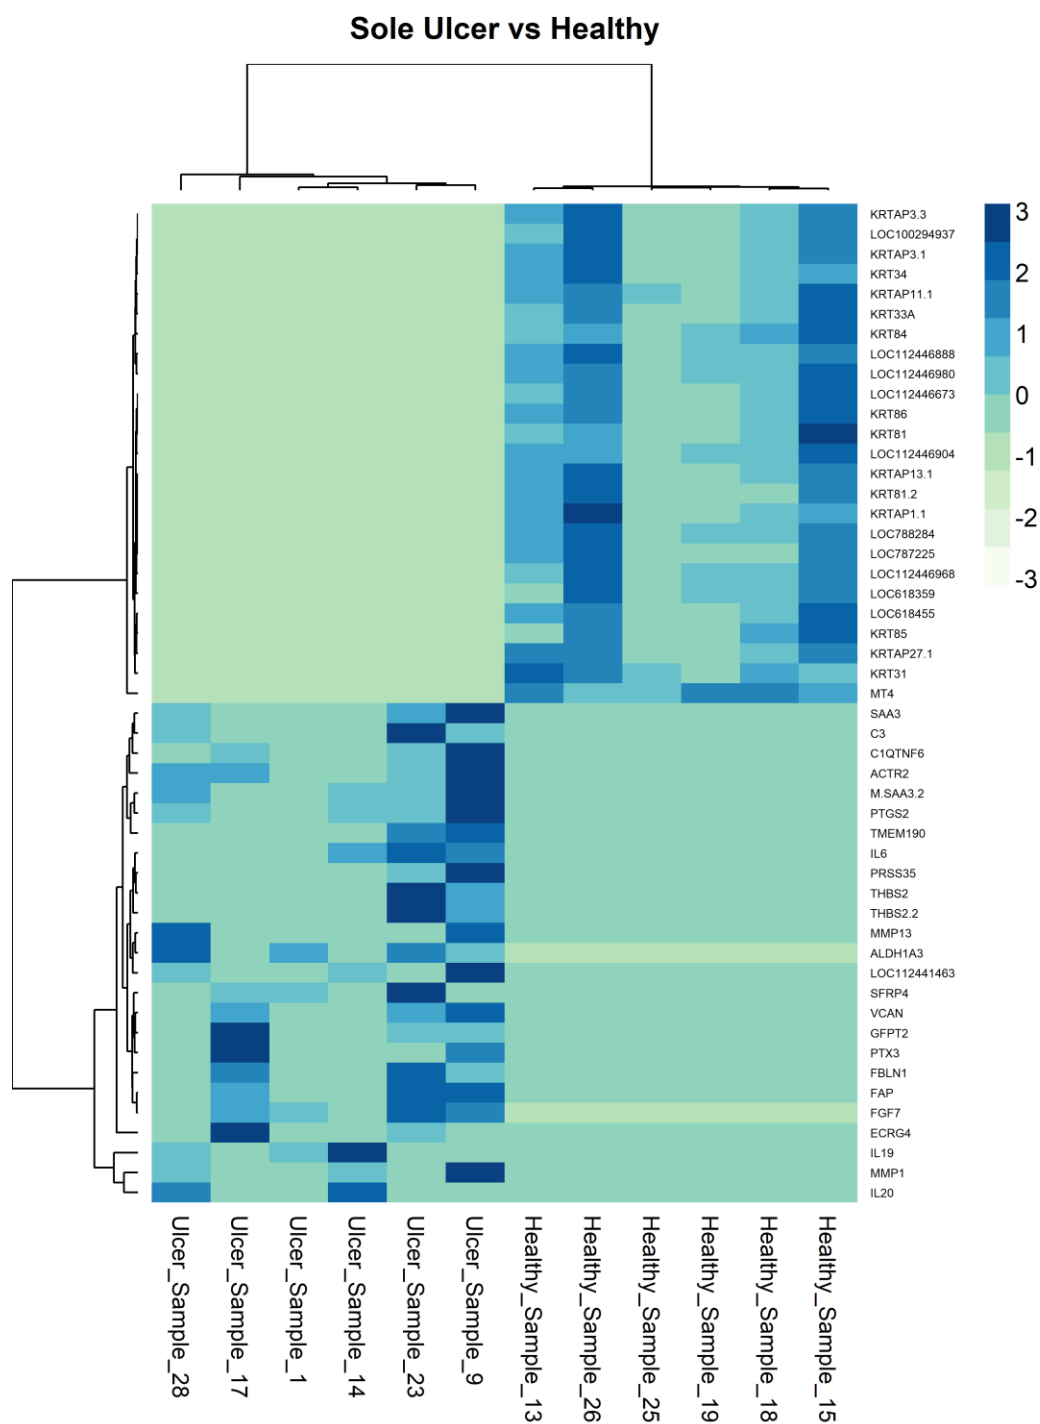 Sole Ulcer vs Healthy
KRTAP3.3
LOC100294937
KRTAP3.1
KRT34
KRTAP11.1
KRT33A
KRT84
LOC112446888
LOC112446980
LOC112446673
KRT86
KRT81
LOC112446904
KRTAP13.1
KRT81.2
KRTAP1.1
LOC788284
LOC787225
LOC112446968
LOC618359
LOC618455
KRT85
KRTAP27.1
KRT31
MT4
SAA3
C3
C1QTNF6
ACTR2
M.SAA3.2
PTGS2
TMEM190
IL6
PRSS35
THBS2
THBS2.2
MMP13
ALDH1A3
LOC112441463
SFRP4
VCAN
GFPT2
PTX3
FBLN1
FAP
FGF7
ECRG4
IL19
MMP1
IL20
3
2
1
0
-1
-2
-3
Ulcer_Sample_28
Ulcer_Sample_17
Ulcer_Sample_1
Ulcer_Sample_14
Ulcer_Sample_23
Ulcer_Sample_9
Healthy_Sample_13
Healthy_Sample_26
Healthy_Sample_25
Healthy_Sample_19
Healthy_Sample_18
Healthy_Sample_15